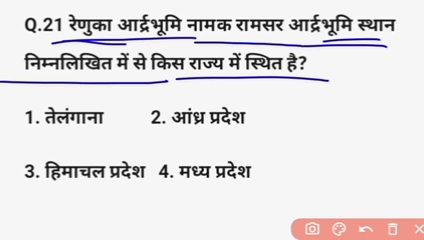 Q.21 रेणुका आर्द्रभूमि नामक रामसर आर्द्रभूमि स्थान
निम्नलिखित में से किस राज्य में स्थित है?
1. तेलंगाना 2. आंध्र प्रदेश
3. हिमाचल प्रदेश 4. मध्य प्रदेश